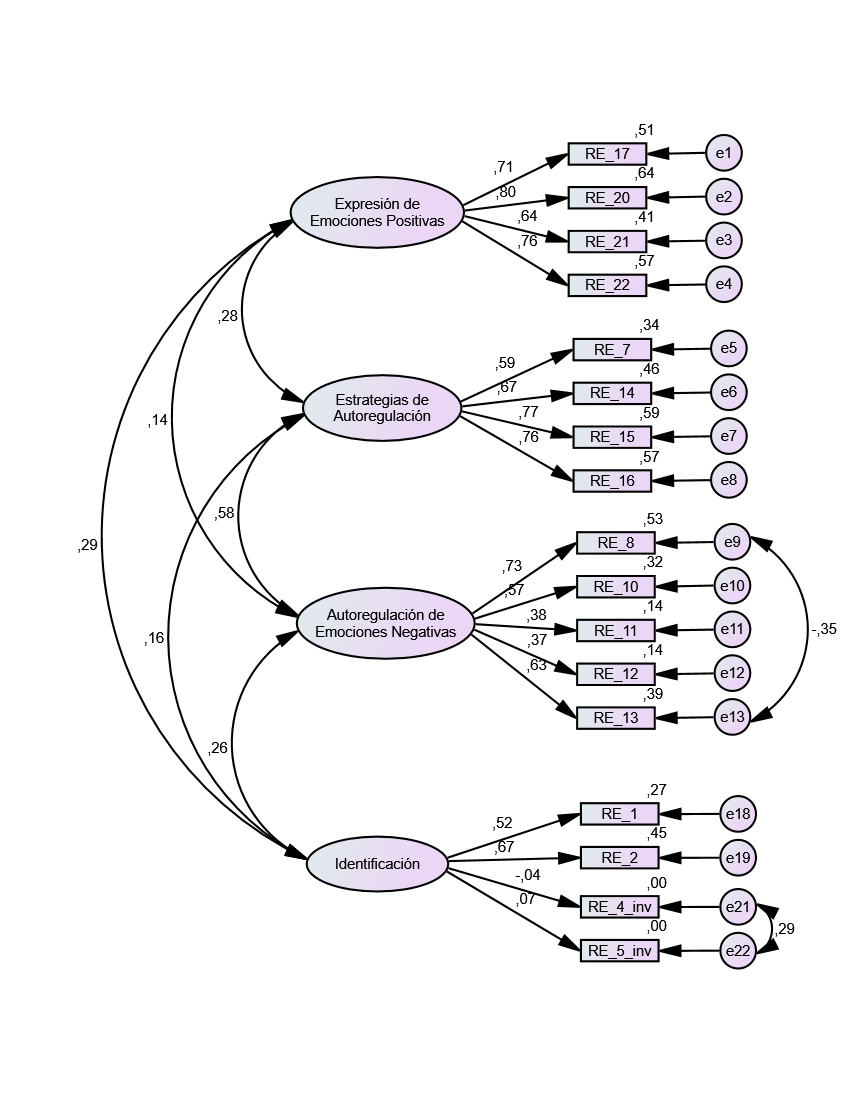 ,51
RE_17
e1
,71
,64
,80
RE_20
e2
,41
,64
RE_21
e3
,57
,76
RE_22
e4
Expresión de
Emociones Positivas
,28
,34
RE_7
e5
,59
,46
,67
RE_14
e6
,59
,77
RE_15
e7
,57
,76
RE_16
e8
Estrategias de
Autoregulación
,14
,58
,29
,53
RE_8
e9
,73
,32
,57
RE_10
e10
,14
,38
RE_11
e11
-,35
,14
,37
RE_12
e12
,39
,63
RE_13
e13
Autoregulación de
Emociones Negativas
,16
,26
,27
RE_1
e18
,52
,45
,67
RE_2
e19
,00
-,04
RE_4_inv
e21
,00
,07
RE_5_inv
e22
,29
Identificación